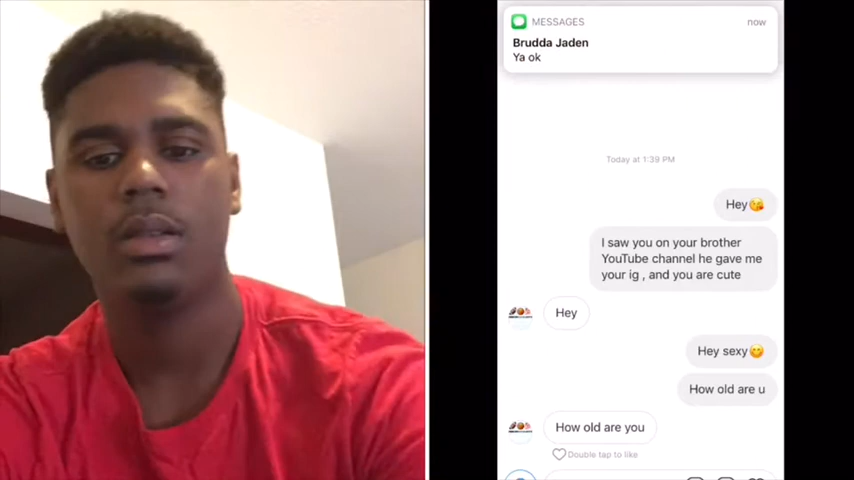 MESSAGES now
Brudda Jaden
Ya ok
Today at 1:39 PM
Hey😘
I saw you on your brother
YouTube channel he gave me
your ig , and you are cute
Hey
Hey sexy😋
How old are u
How old are you
Double tap to like